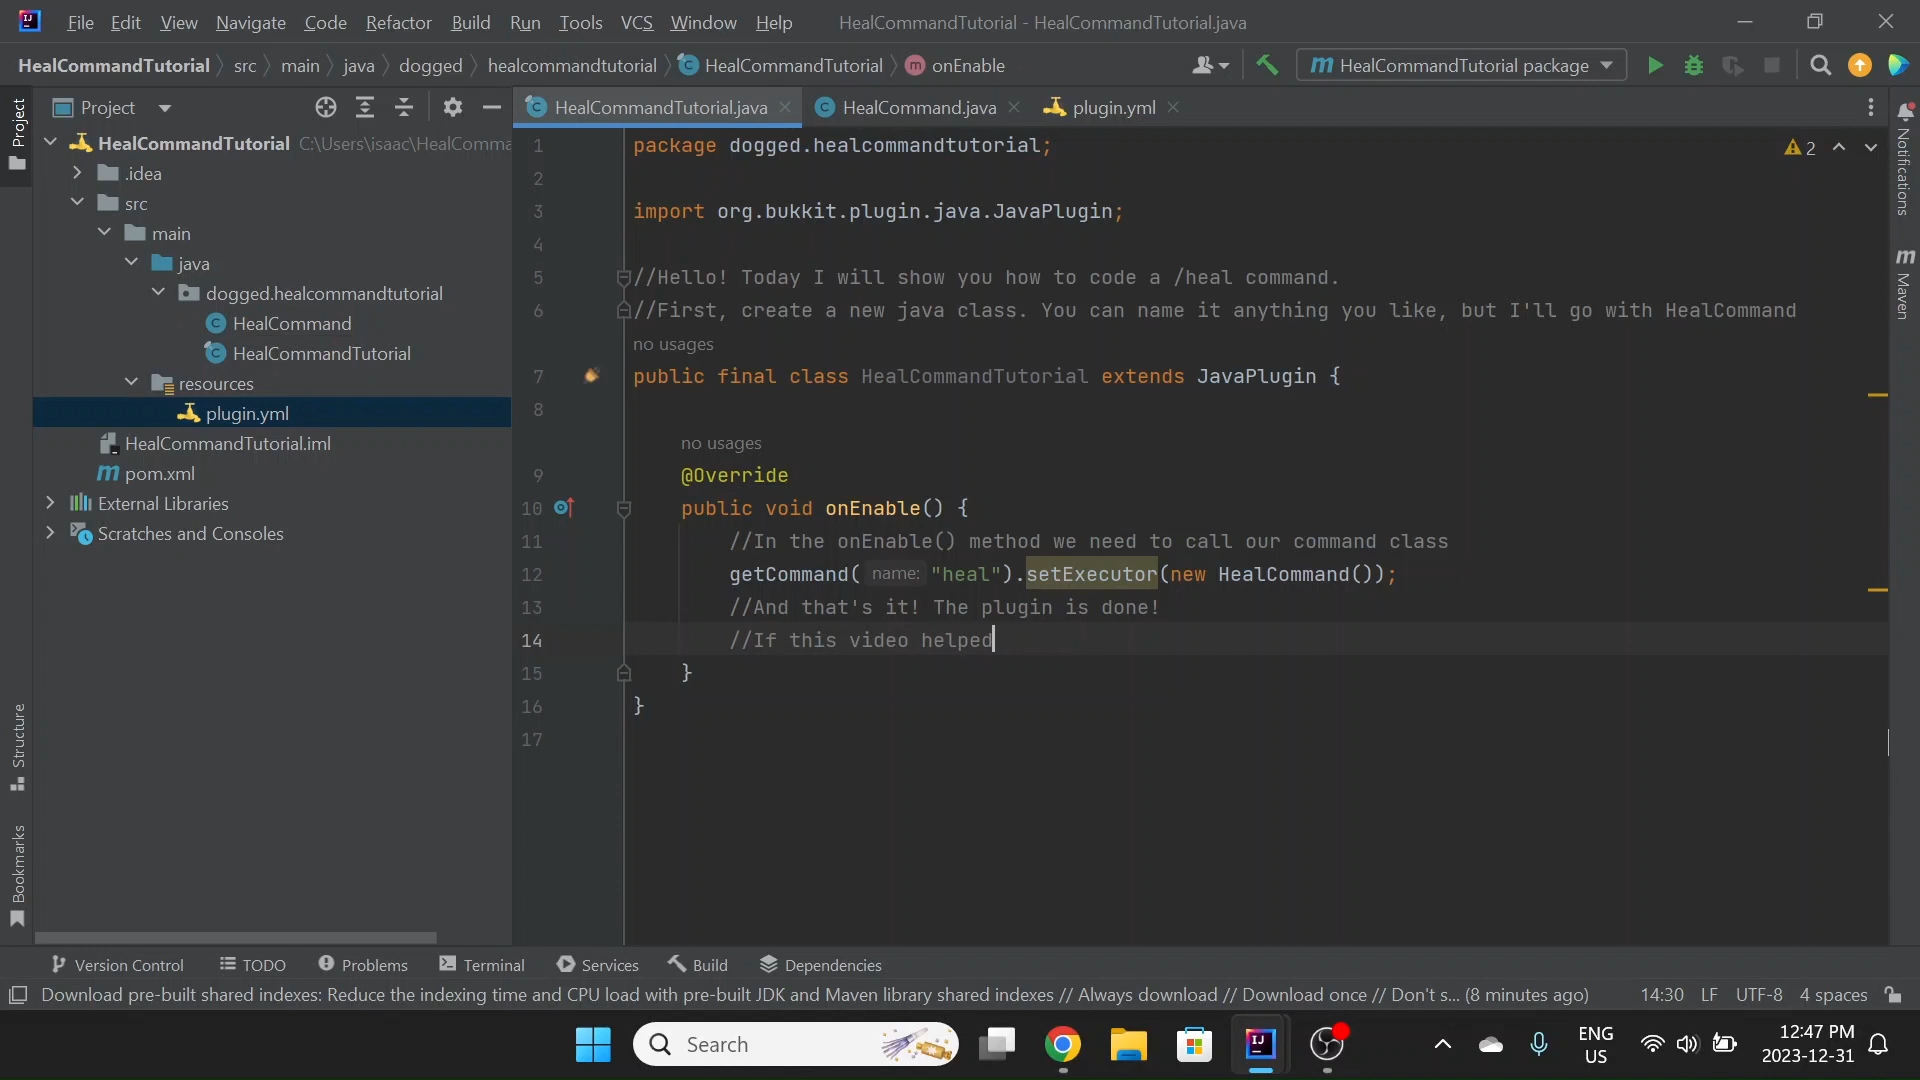 File Edit View Navigate Code Refactor Build Run Tools VCS Window Help HealCommandTutorial - HealCommandTutorial.java
HealCommandTutorial src main java dogged healcommandtutorial HealCommandTutorial onEnable HealCommandTutorial package
Project
Project
HealCommandTutorial C:\Users\isaac\HealComma
.idea
src
main
java
dogged.healcommandtutorial
HealCommand
HealCommandTutorial
resources
plugin.yml
HealCommandTutorial.iml
pom.xml
External Libraries
Scratches and Consoles
Structure
Bookmarks
HealCommandTutorial.java HealCommand.java plugin.yml
2
1 package dogged.healcommandtutorial;
2
3 import org.bukkit.plugin.java.JavaPlugin;
4
5 //Hello! Today I will show you how to code a /heal command.
6 //First, create a new java class. You can name it anything you like, but I'll go with HealCommand
no usages
7 public final class HealCommandTutorial extends JavaPlugin {
8
no usages
9 @Override
10 public void onEnable() {
11 //In the onEnable() method we need to call our command class
12 getCommand( name: "heal").setExecutor(new HealCommand());
13 //And that's it! The plugin is done!
14 //If this video helped
15 }
16 }
17
Notifications
Maven
Version Control TODO Problems Terminal Services Build Dependencies
Download pre-built shared indexes: Reduce the indexing time and CPU load with pre-built JDK and Maven library shared indexes // Always download // Download once // Don't s... (8 minutes ago) 14:30 LF UTF-8 4 spaces
Search
ENG
US
12:47 PM
2023-12-31